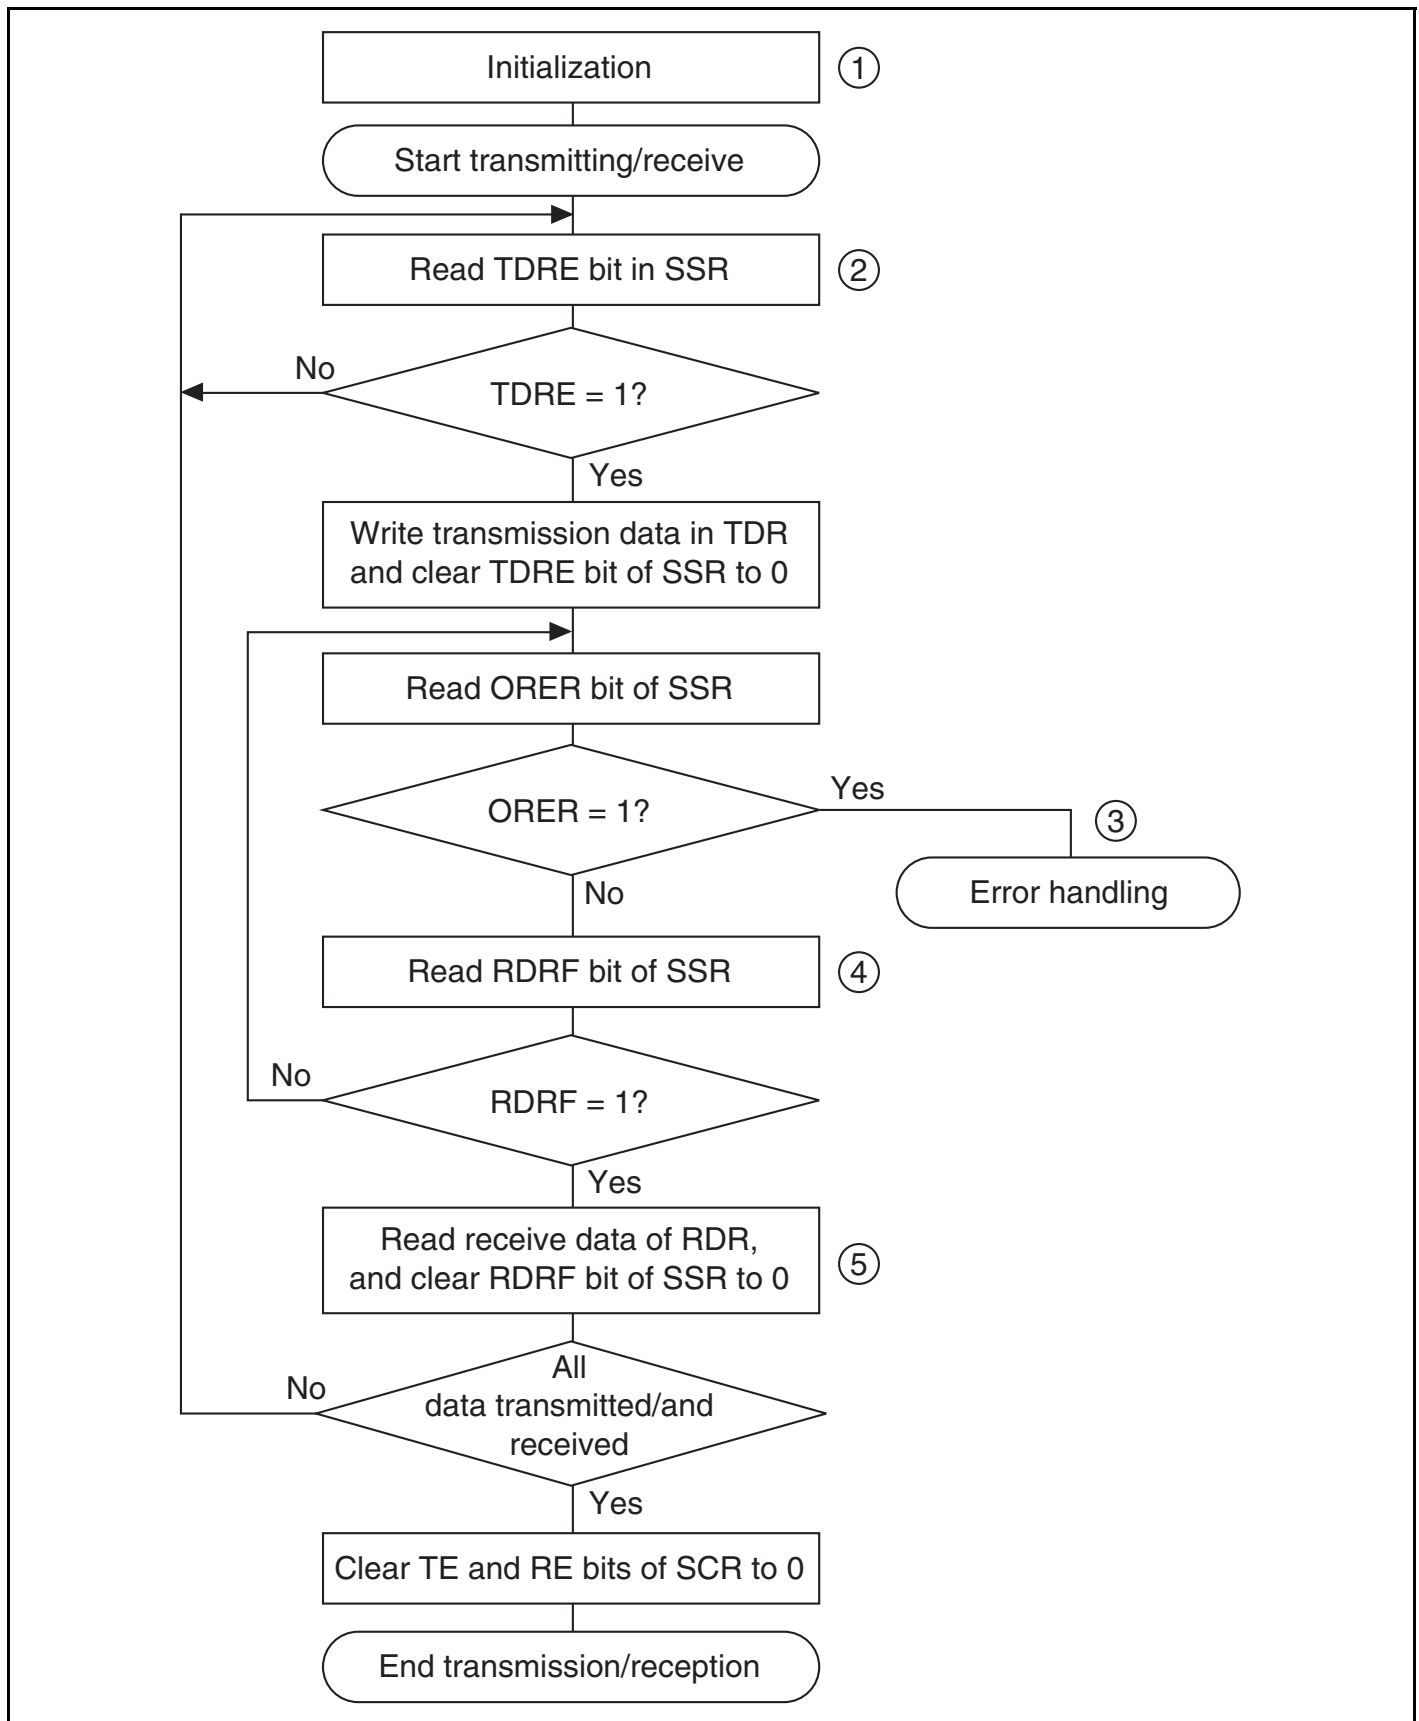 Initialization
①
Start transmitting/receive
Read TDRE bit in SSR
②
No
TDRE = 1?
Yes
Write transmission data in TDR
and clear TDRE bit of SSR to 0
Read ORER bit of SSR
ORER = 1?
Yes
③
Error handling
No
Read RDRF bit of SSR
④
No
RDRF = 1?
Yes
Read receive data of RDR,
and clear RDRF bit of SSR to 0
⑤
No
All
data transmitted/and
received
Yes
Clear TE and RE bits of SCR to 0
End transmission/reception